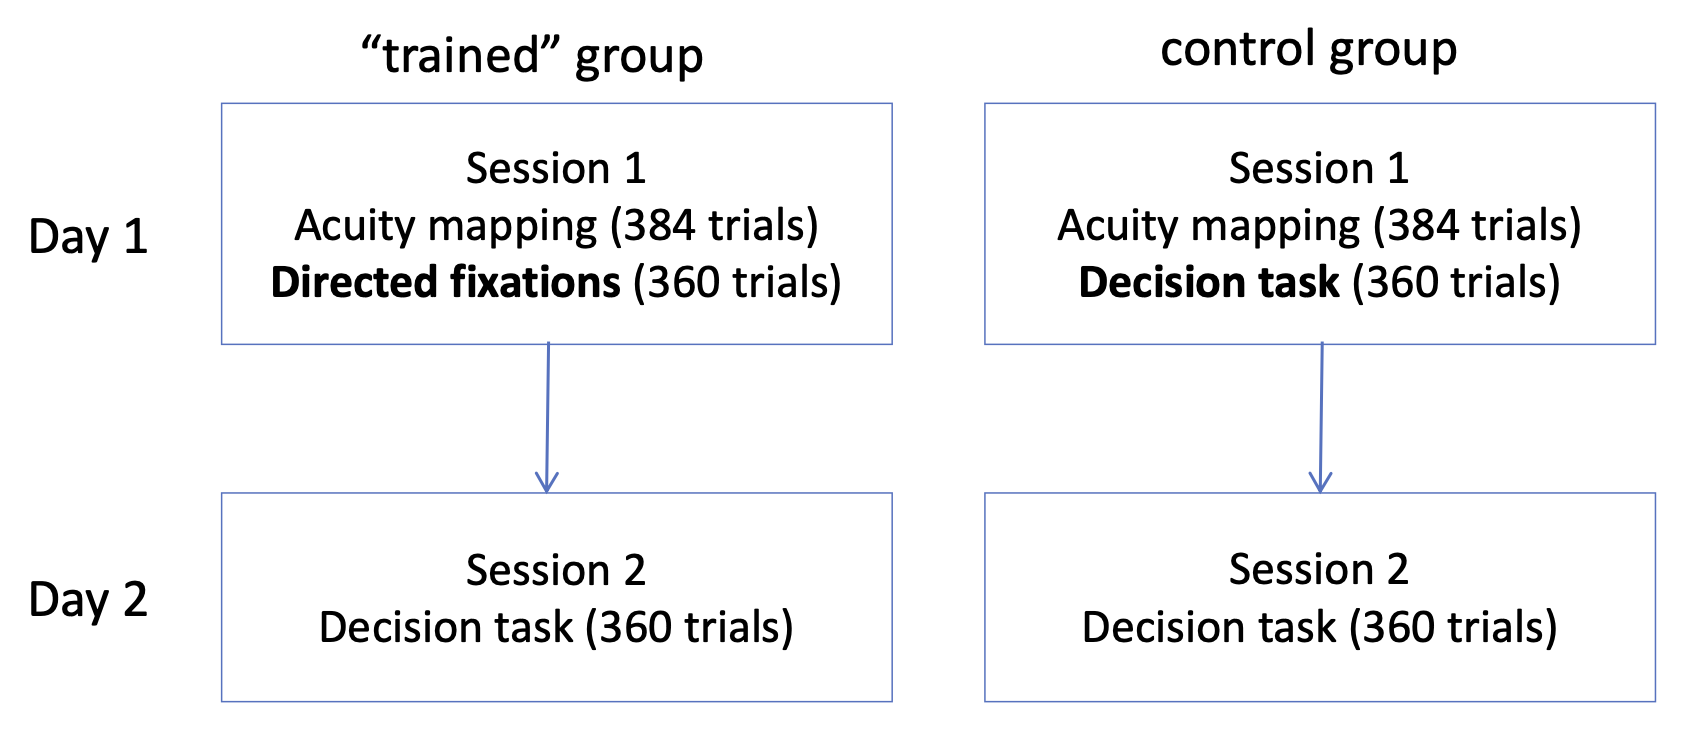 “trained” group
control group
Day 1
Session 1
Acuity mapping (384 trials)
Directed fixations (360 trials)
Session 1
Acuity mapping (384 trials)
Decision task (360 trials)
Day 2
Session 2
Decision task (360 trials)
Session 2
Decision task (360 trials)